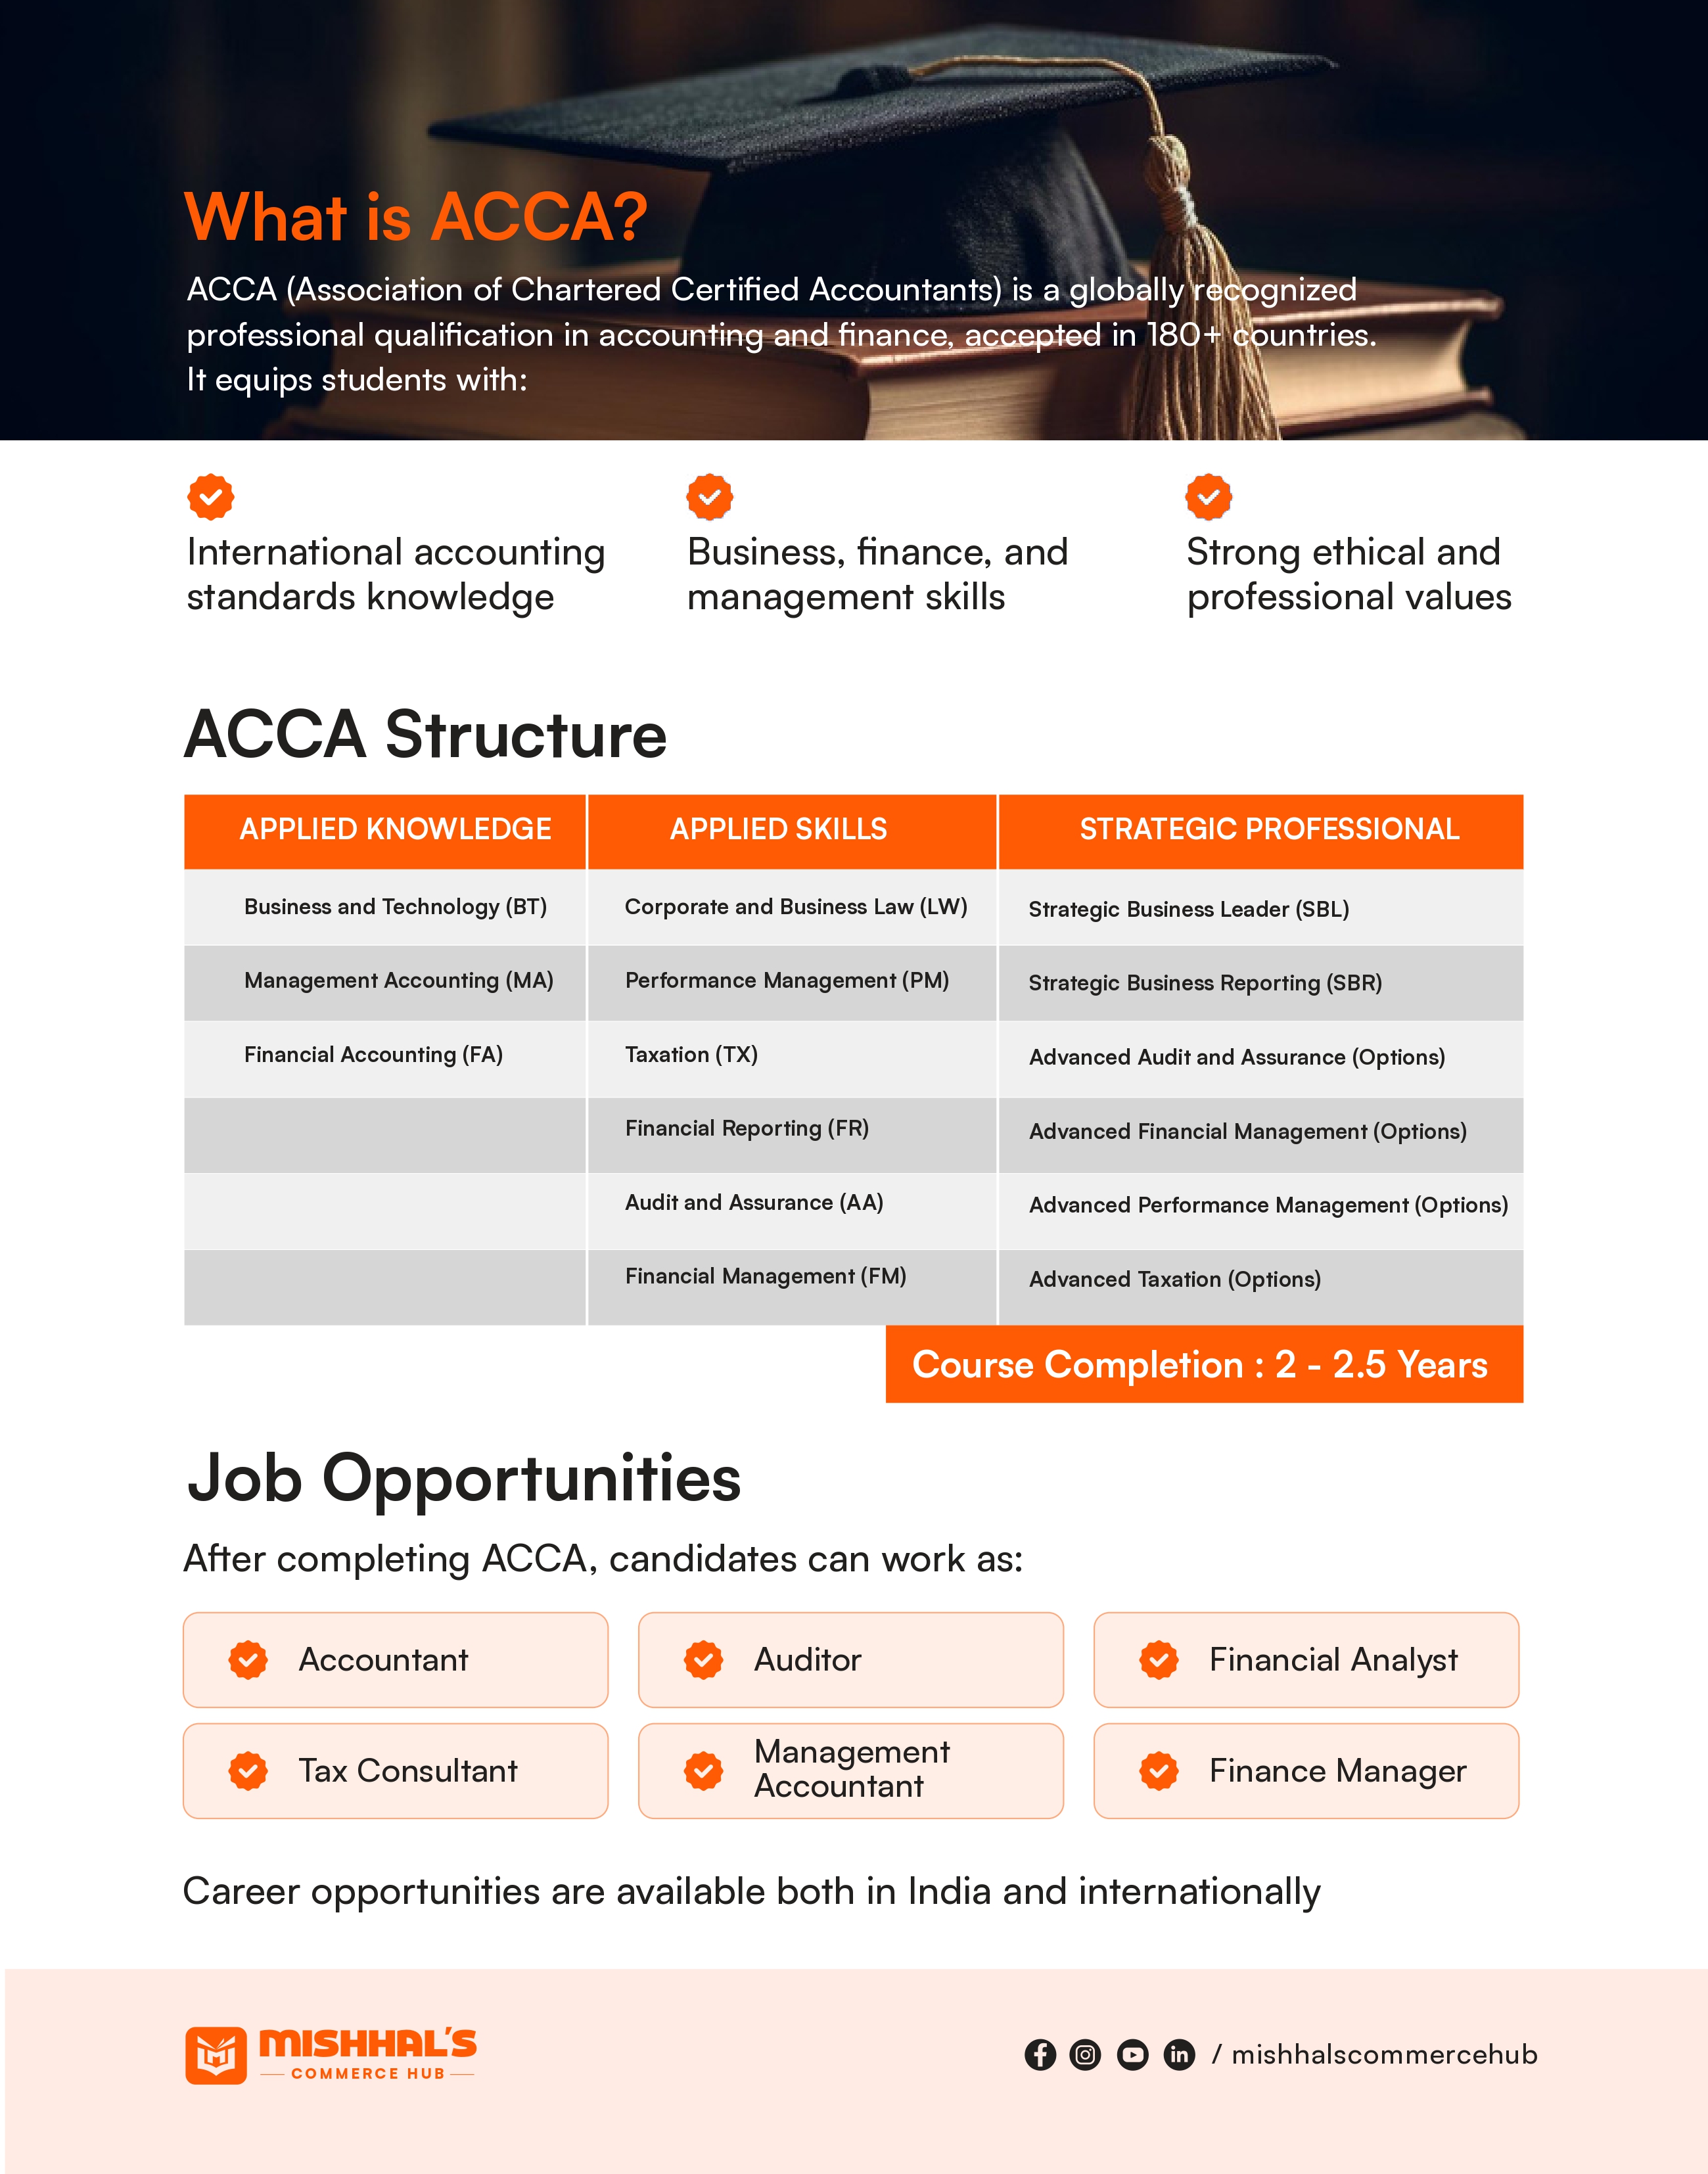 What is ACCA?
ACCA (Association of Chartered Certified Accountants) is a globally recognized
professional qualification in accounting and finance, accepted in 180+ countries.
It equips students with:
International accounting
standards knowledge
Business, finance, and
management skills
Strong ethical and
professional values
ACCA Structure
APPLIED KNOWLEDGE
APPLIED SKILLS
STRATEGIC PROFESSIONAL
Business and Technology (BT)
Corporate and Business Law (LW)
Strategic Business Leader (SBL)
Management Accounting (MA)
Performance Management (PM)
Strategic Business Reporting (SBR)
Financial Accounting (FA)
Taxation (TX)
Advanced Audit and Assurance (Options)
Financial Reporting (FR)
Advanced Financial Management (Options)
Audit and Assurance (AA)
Advanced Performance Management (Options)
Financial Management (FM)
Advanced Taxation (Options)
Course Completion : 2 - 2.5 Years
Job Opportunities
After completing ACCA, candidates can work as:
Accountant
Auditor
Financial Analyst
Tax Consultant
Management
Accountant
Finance Manager
Career opportunities are available both in India and internationally
MISHHAL'S
COMMERCE HUB
/ mishhalscommercehub